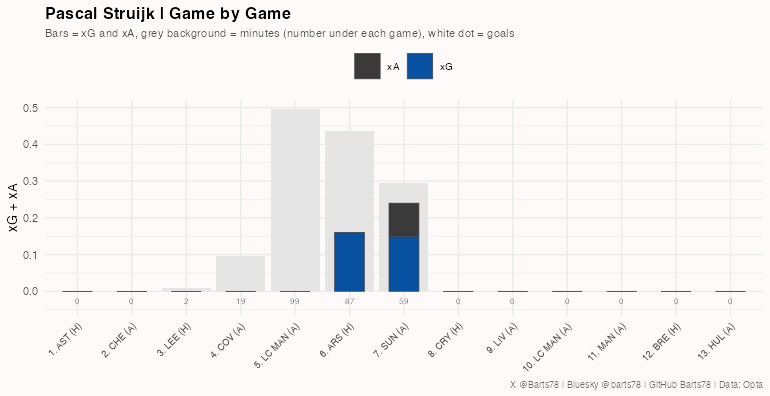 Pascal Struijk | Game by Game
Bars = xG and xA, grey background = minutes (number under each game), white dot = goals
xA xG
xG + xA
0.5
0.4
0.3
0.2
0.1
0.0
0 0 2 19 99 87 59 0 0 0 0 0 0
1. AST (H)
2. CHE (A)
3. LEE (H)
4. COV (A)
5. LC MAN (A)
6. ARS (H)
7. SUN (A)
8. CRY (H)
9. LIV (A)
10. LC MAN (A)
11. MAN (A)
12. BRE (H)
13. HUL (A)
X @Barts78 | Bluesky @barts78 | GitHub Barts78 | Data: Opta